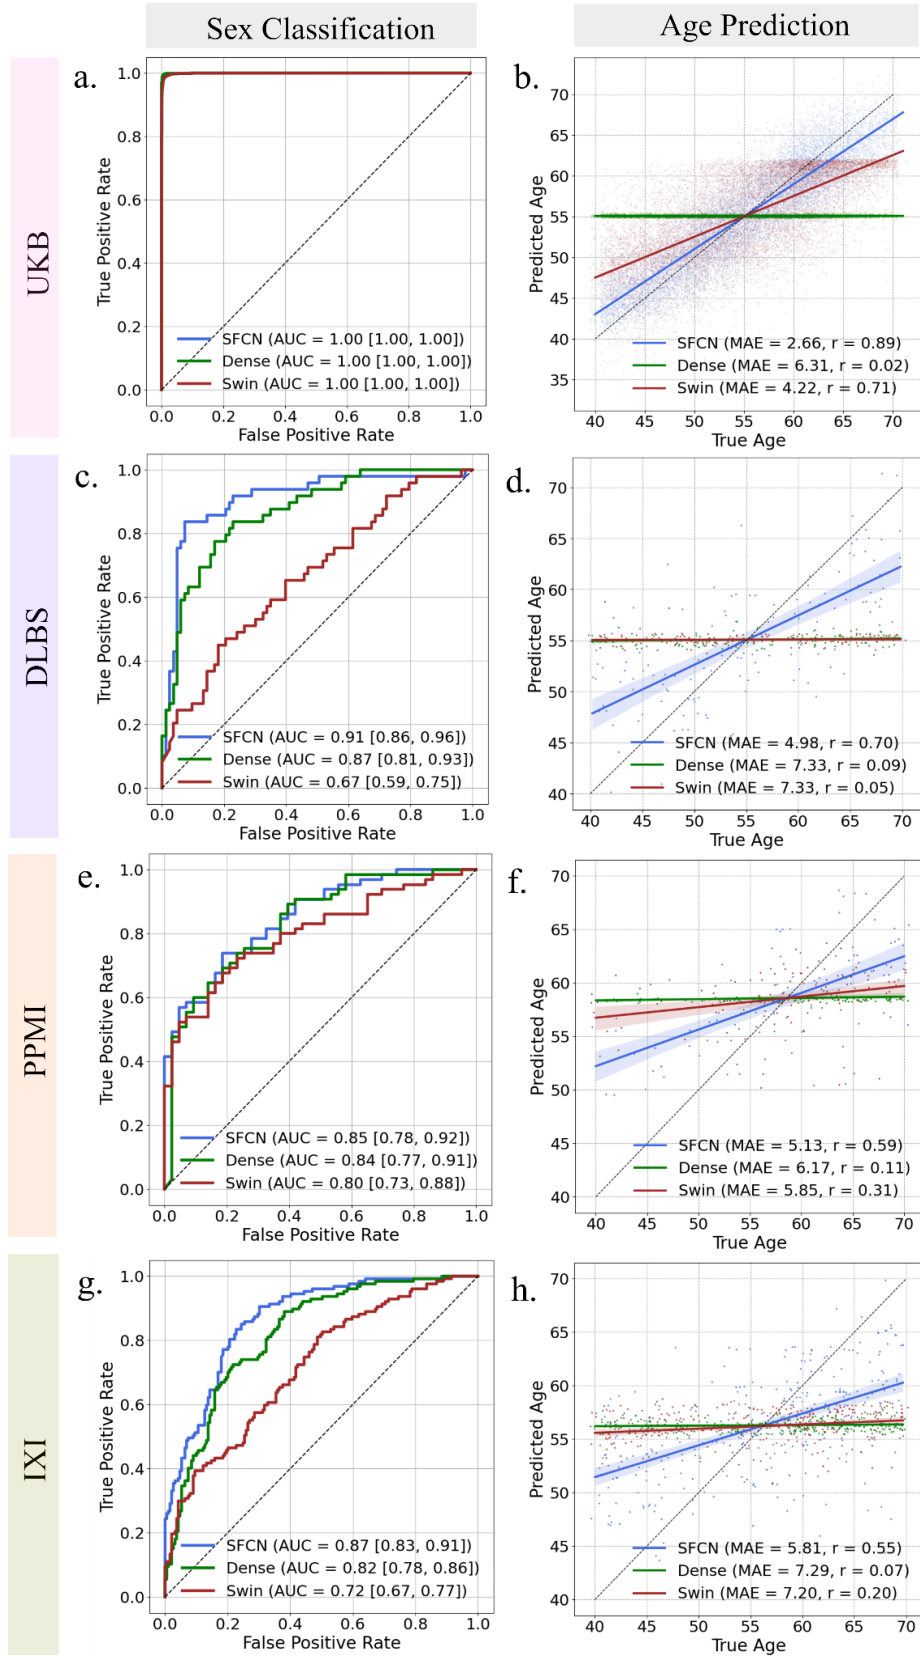 Sex Classification
Age Prediction
UKB
a.
1.0
0.8
0.6
0.4
0.2
0.0
True Positive Rate
SFCN (AUC = 1.00 [1.00, 1.00])
Dense (AUC = 1.00 [1.00, 1.00])
Swin (AUC = 1.00 [1.00, 1.00])
0.0 0.2 0.4 0.6 0.8 1.0
False Positive Rate
b.
70
65
60
55
50
45
40
35
Predicted Age
SFCN (MAE = 2.66, r = 0.89)
Dense (MAE = 6.31, r = 0.02)
Swin (MAE = 4.22, r = 0.71)
40 45 50 55 60 65 70
True Age
DLBS
c.
1.0
0.8
0.6
0.4
0.2
0.0
True Positive Rate
SFCN (AUC = 0.91 [0.86, 0.96])
Dense (AUC = 0.87 [0.81, 0.93])
Swin (AUC = 0.67 [0.59, 0.75])
0.0 0.2 0.4 0.6 0.8 1.0
False Positive Rate
d.
70
65
60
55
50
45
40
Predicted Age
SFCN (MAE = 4.98, r = 0.70)
Dense (MAE = 7.33, r = 0.09)
Swin (MAE = 7.33, r = 0.05)
40 45 50 55 60 65 70
True Age
PPMI
e.
1.0
0.8
0.6
0.4
0.2
0.0
True Positive Rate
SFCN (AUC = 0.85 [0.78, 0.92])
Dense (AUC = 0.84 [0.77, 0.91])
Swin (AUC = 0.80 [0.73, 0.88])
0.0 0.2 0.4 0.6 0.8 1.0
False Positive Rate
f.
70
65
60
55
50
45
40
Predicted Age
SFCN (MAE = 5.13, r = 0.59)
Dense (MAE = 6.17, r = 0.11)
Swin (MAE = 5.85, r = 0.31)
40 45 50 55 60 65 70
True Age
IXI
g.
1.0
0.8
0.6
0.4
0.2
0.0
True Positive Rate
SFCN (AUC = 0.87 [0.83, 0.91])
Dense (AUC = 0.82 [0.78, 0.86])
Swin (AUC = 0.72 [0.67, 0.77])
0.0 0.2 0.4 0.6 0.8 1.0
False Positive Rate
h.
70
65
60
55
50
45
40
Predicted Age
SFCN (MAE = 5.81, r = 0.55)
Dense (MAE = 7.29, r = 0.07)
Swin (MAE = 7.20, r = 0.20)
40 45 50 55 60 65 70
True Age